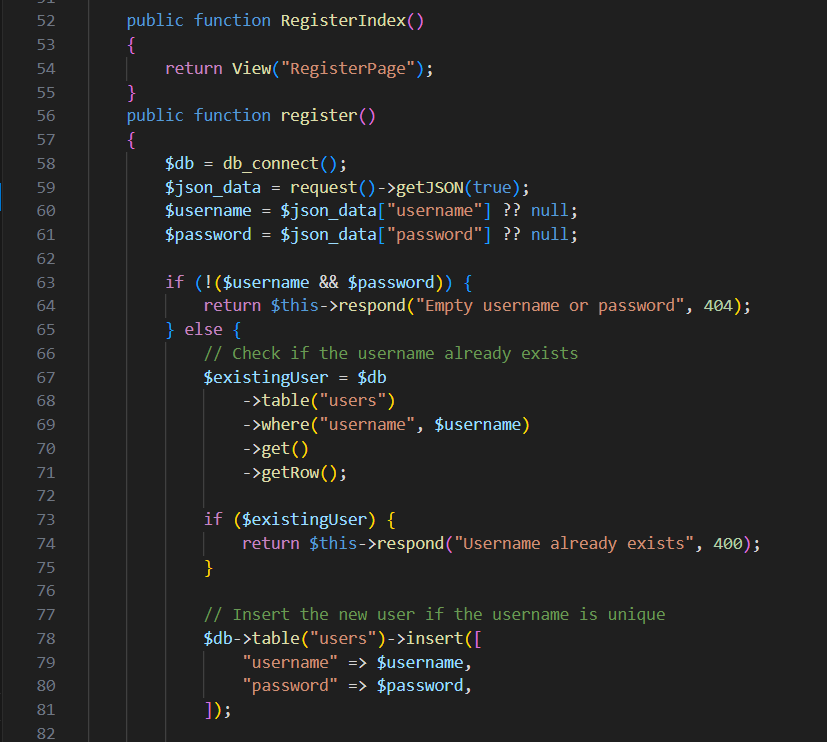 52 public function RegisterIndex()
53 {
54 return View("RegisterPage");
55 }
56 public function register()
57 {
58 $db = db_connect();
59 $json_data = request()->getJSON(true);
60 $username = $json_data["username"] ?? null;
61 $password = $json_data["password"] ?? null;
62
63 if (!($username && $password)) {
64 return $this->respond("Empty username or password", 404);
65 } else {
66 // Check if the username already exists
67 $existingUser = $db
68 ->table("users")
69 ->where("username", $username)
70 ->get()
71 ->getRow();
72
73 if ($existingUser) {
74 return $this->respond("Username already exists", 400);
75 }
76
77 // Insert the new user if the username is unique
78 $db->table("users")->insert([
79 "username" => $username,
80 "password" => $password,
81 ]);
82